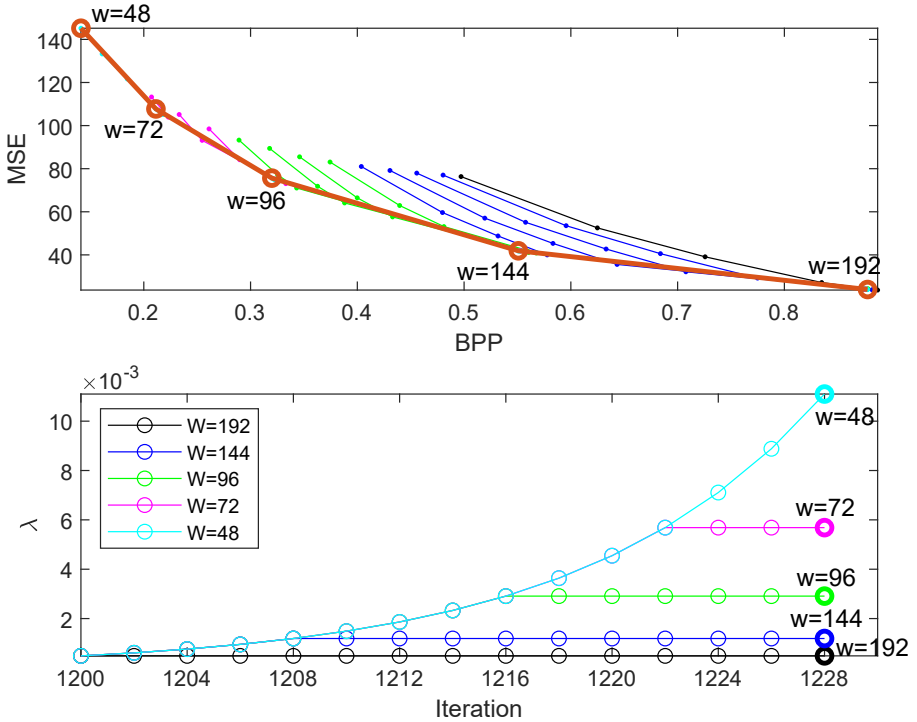 w=48
140
120
100
80
60
40
MSE
w=72
w=96
w=144
w=192
0.2
0.3
0.4
0.5
0.6
0.7
0.8
BPP
×10⁻³
10
8
6
4
2
λ
W=192
W=144
W=96
W=72
W=48
w=48
w=72
w=96
w=144
w=192
1200
1204
1208
1212
1216
1220
1224
1228
Iteration